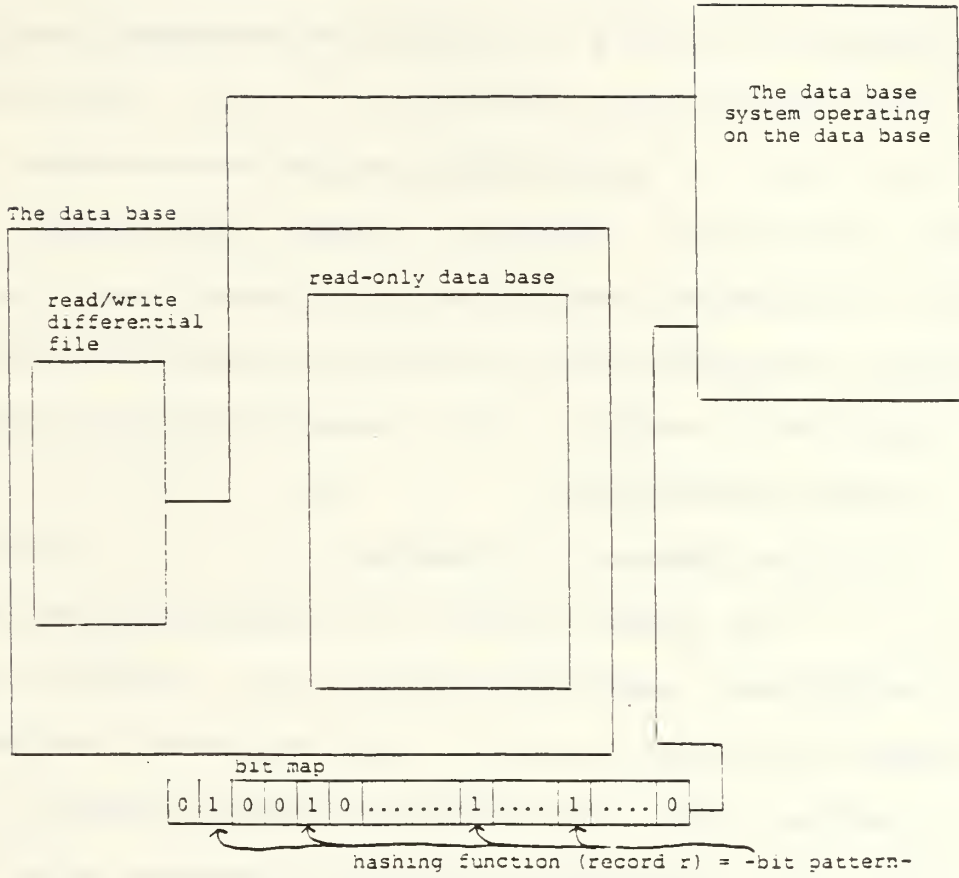 The data base
system operating
on the data base
The data base
read-only data base
read/write
differential
file
bit map
0 1 0 0 1 0 ....... 1 .... 1 .... 0
hashing function (record r) = -bit pattern-